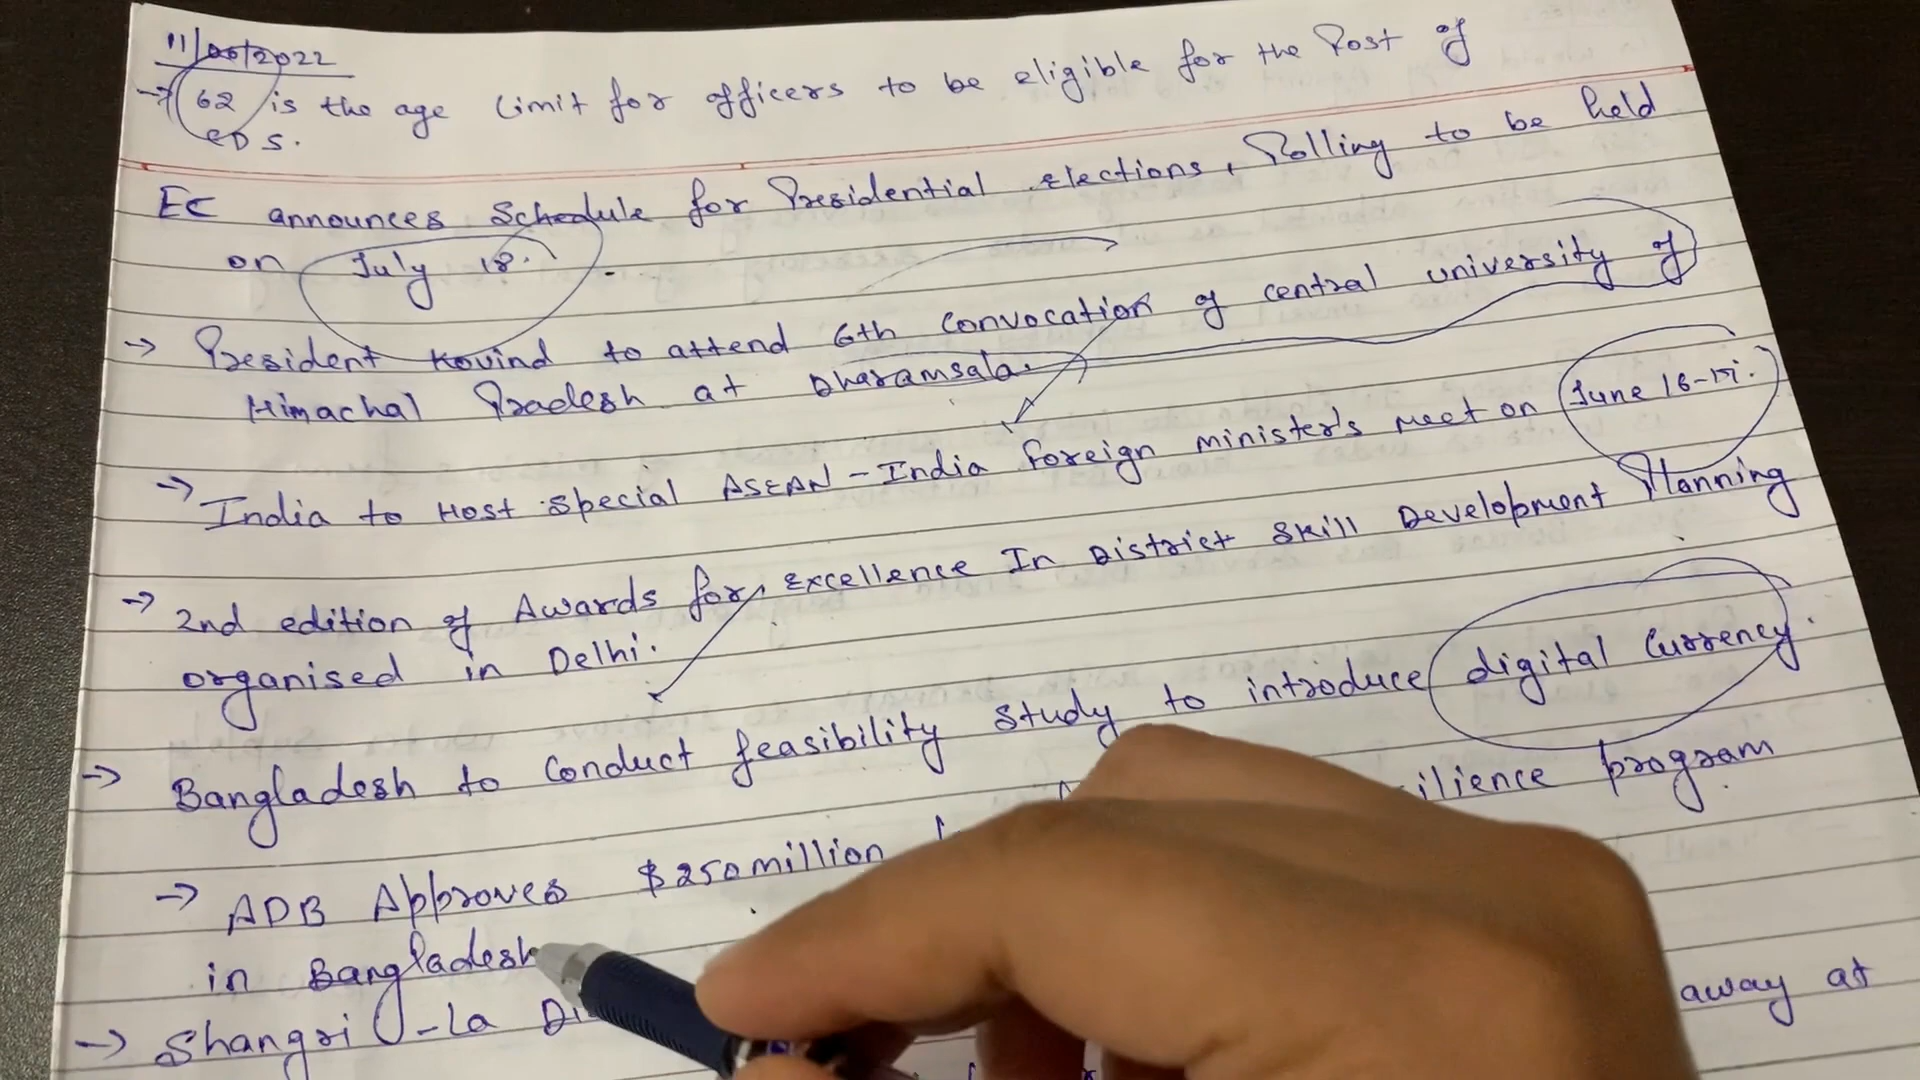 11/06/2022
→ 62 is the age limit for officers to be eligible for the Post of
CDS.
EC announces Schedule for Presidential elections, Polling to be held
on July 18.
→ President Kovind to attend 6th Convocation of central university of
Himachal Pradesh at Dharamsala.
→ India to Host Special ASEAN-India foreign minister's Meet on June 16-17.
→ 2nd edition of Awards for Excellence In District Skill Development Planning
organised in Delhi.
→ Bangladesh to Conduct feasibility study to introduce digital Currency.
→ ADB Approves $250 million program
in Bangladesh
→ Shangri-La
away at